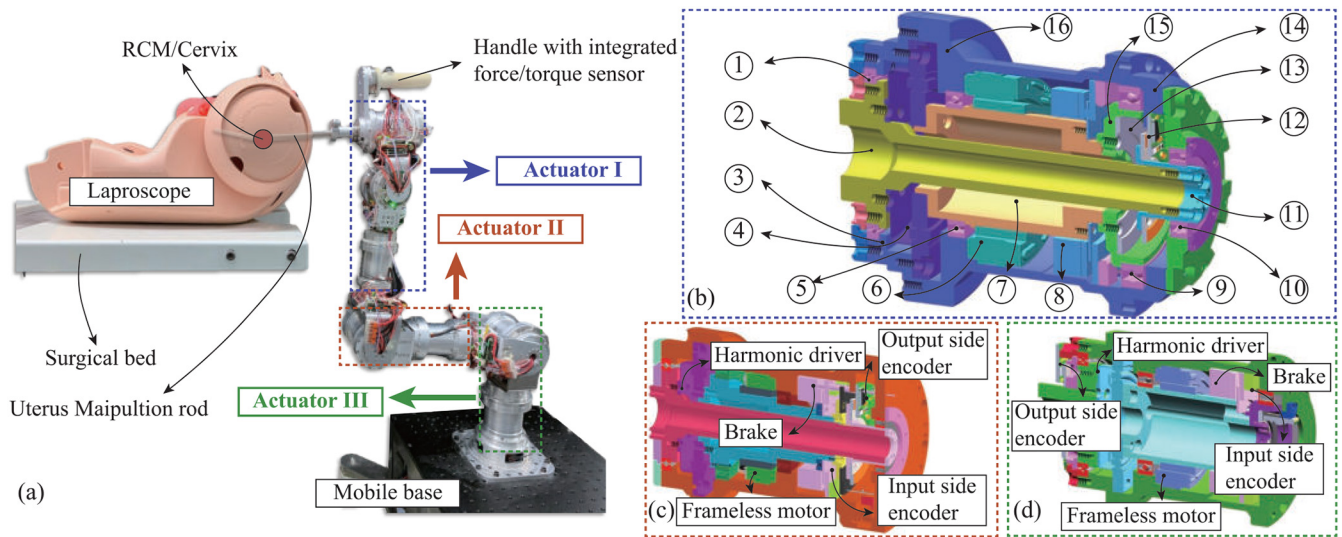 RCM/Cervix
Handle with integrated
force/torque sensor
Laproscope
Actuator I
Actuator II
Surgical bed
Uterus Maipultion rod
Actuator III
Mobile base
(a)
①
②
③
④
⑤
⑥
⑦
⑧
⑨
⑩
⑪
⑫
⑬
⑭
⑮
⑯
(b)
Harmonic driver
Output side
encoder
Brake
Input side
encoder
Frameless motor
(c)
Harmonic driver
Brake
Output side
encoder
Input side
encoder
Frameless motor
(d)